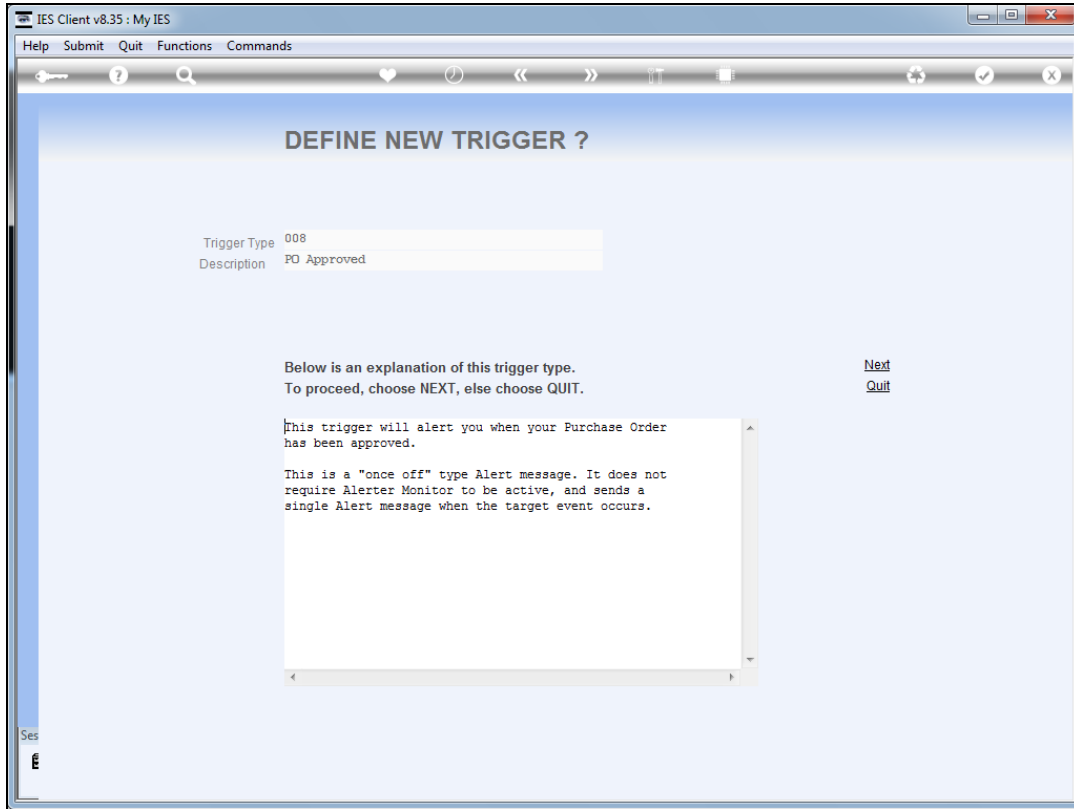 IES Client v8.35 : My IES
Help Submit Quit Functions Commands
DEFINE NEW TRIGGER ?
Trigger Type 008
Description PO Approved
Below is an explanation of this trigger type.
To proceed, choose NEXT, else choose QUIT.
Next
Quit
This trigger will alert you when your Purchase Order
has been approved.
This is a "once off" type Alert message. It does not
require Alerter Monitor to be active, and sends a
single Alert message when the target event occurs.
Ses